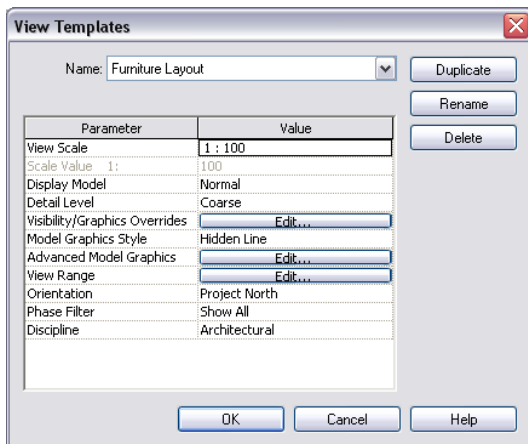 View Templates
Name: Furniture Layout
Duplicate
Rename
Delete
Parameter Value
View Scale 1 : 100
Scale Value 1: 100
Display Model Normal
Detail Level Coarse
Visibility/Graphics Overrides Edit...
Model Graphics Style Hidden Line
Advanced Model Graphics Edit...
View Range Edit...
Orientation Project North
Phase Filter Show All
Discipline Architectural
OK Cancel Help